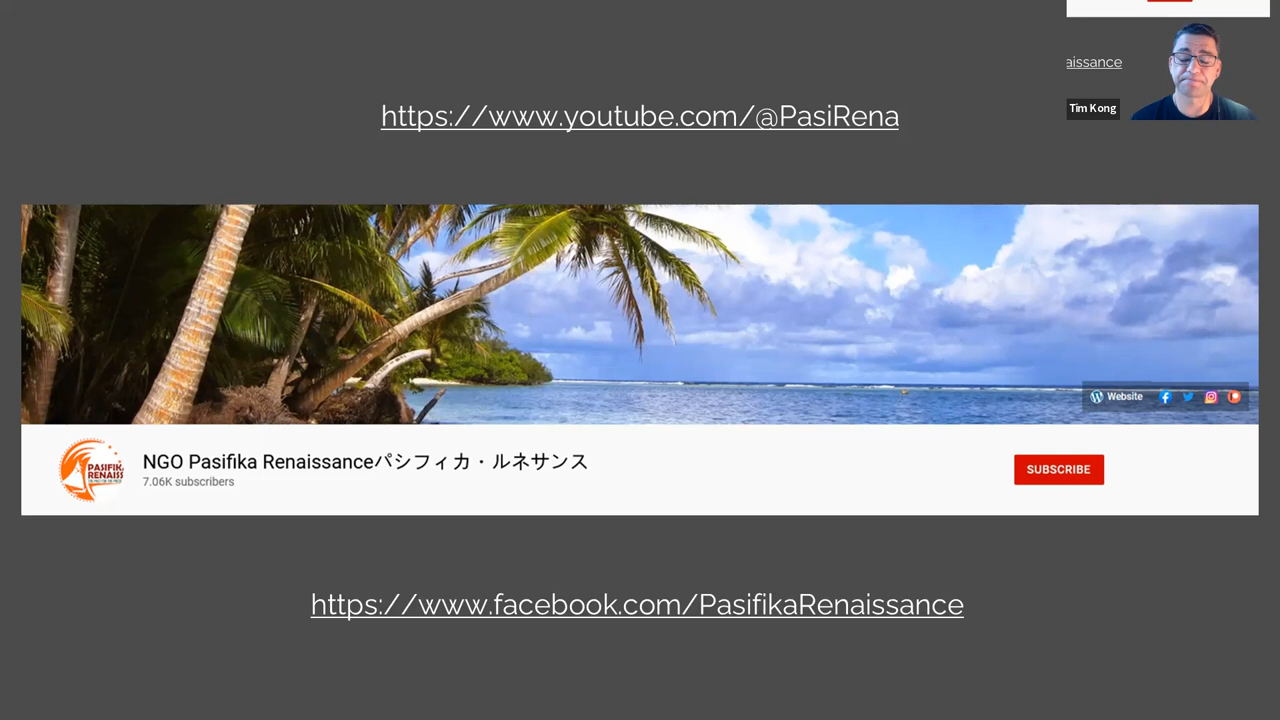 aissance
Tim Kong
https://www.youtube.com/@PasiRena
Website
PASIFIK
RENAISS
NGO Pasifika Renaissanceパシフィカ・ルネサンス
7.06K subscribers
SUBSCRIBE
https://www.facebook.com/PasifikaRenaissance